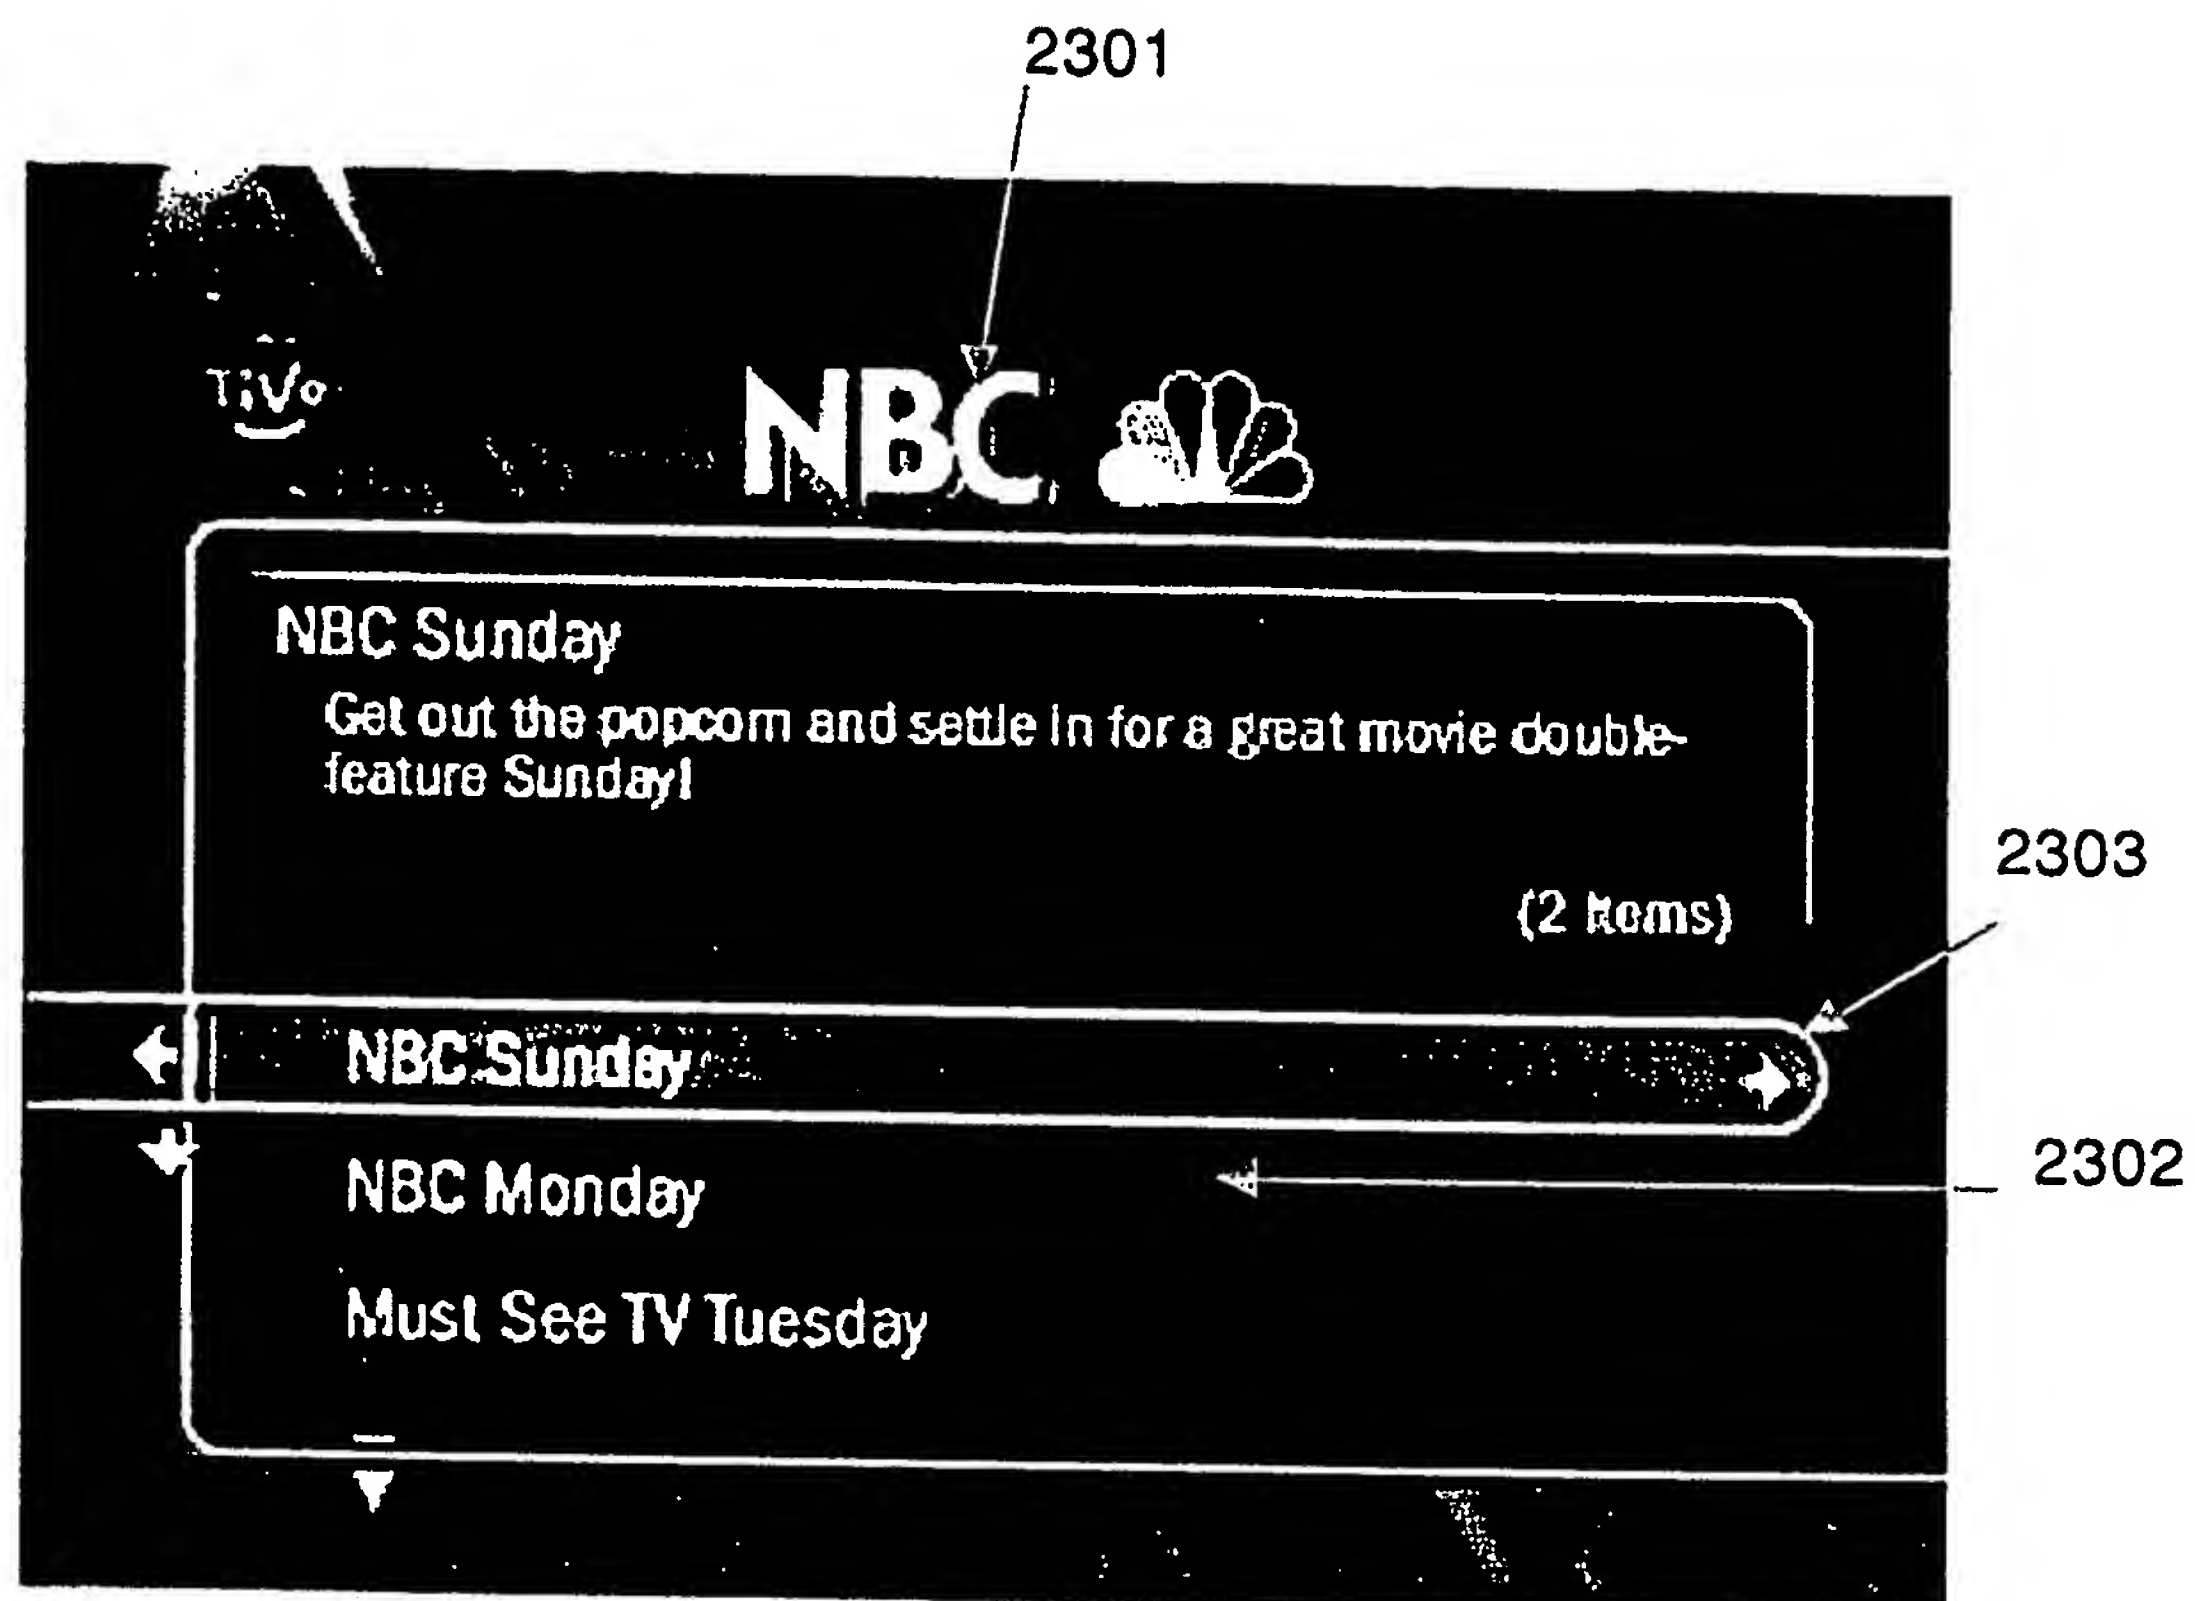 2301
TiVo
NBC
NBC Sunday
Get out the popcorn and settle in for a great movie double-
feature Sunday!
2303
(2 items)
NBC Sunday
2302
NBC Monday
Must See TV Tuesday